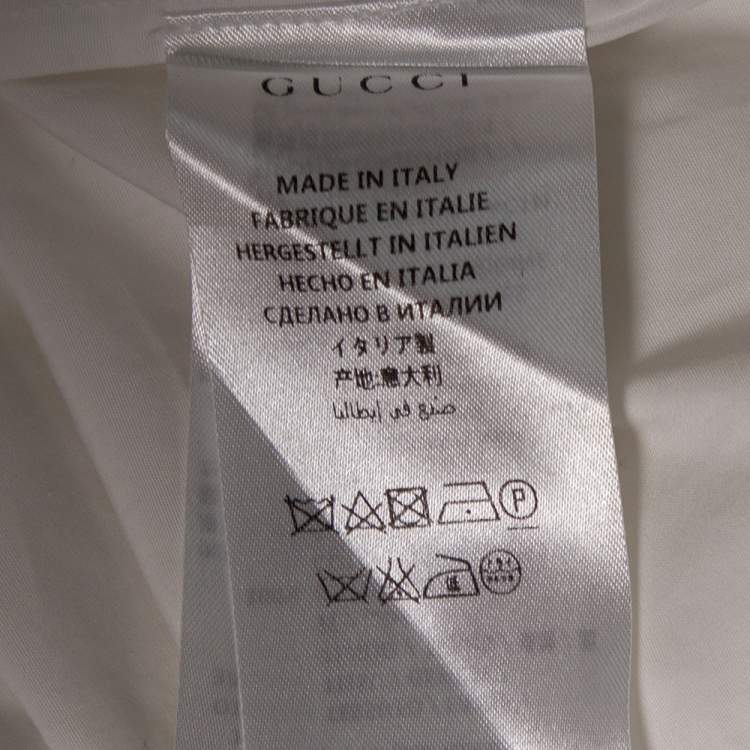 GUCCI
MADE IN ITALY
FABRIQUE EN ITALIE
HERGESTELLT IN ITALIEN
HECHO EN ITALIA
СДЕЛАНО В ИТАЛИИ
イタリア製
产地:意大利
صنع في إيطاليا
P
低